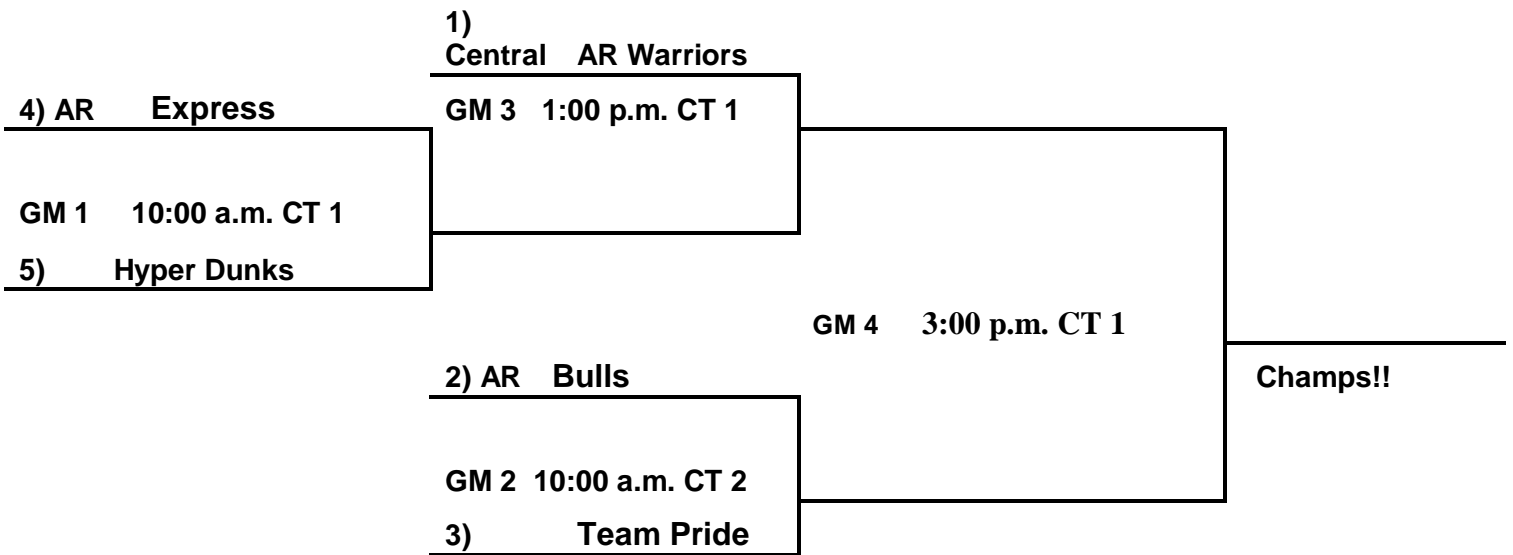 1)
Central AR Warriors
4) AR Express
GM 3 1:00 p.m. CT 1
GM 1 10:00 a.m. CT 1
5) Hyper Dunks
GM 4 3:00 p.m. CT 1
2) AR Bulls
Champs!!
GM 2 10:00 a.m. CT 2
3) Team Pride